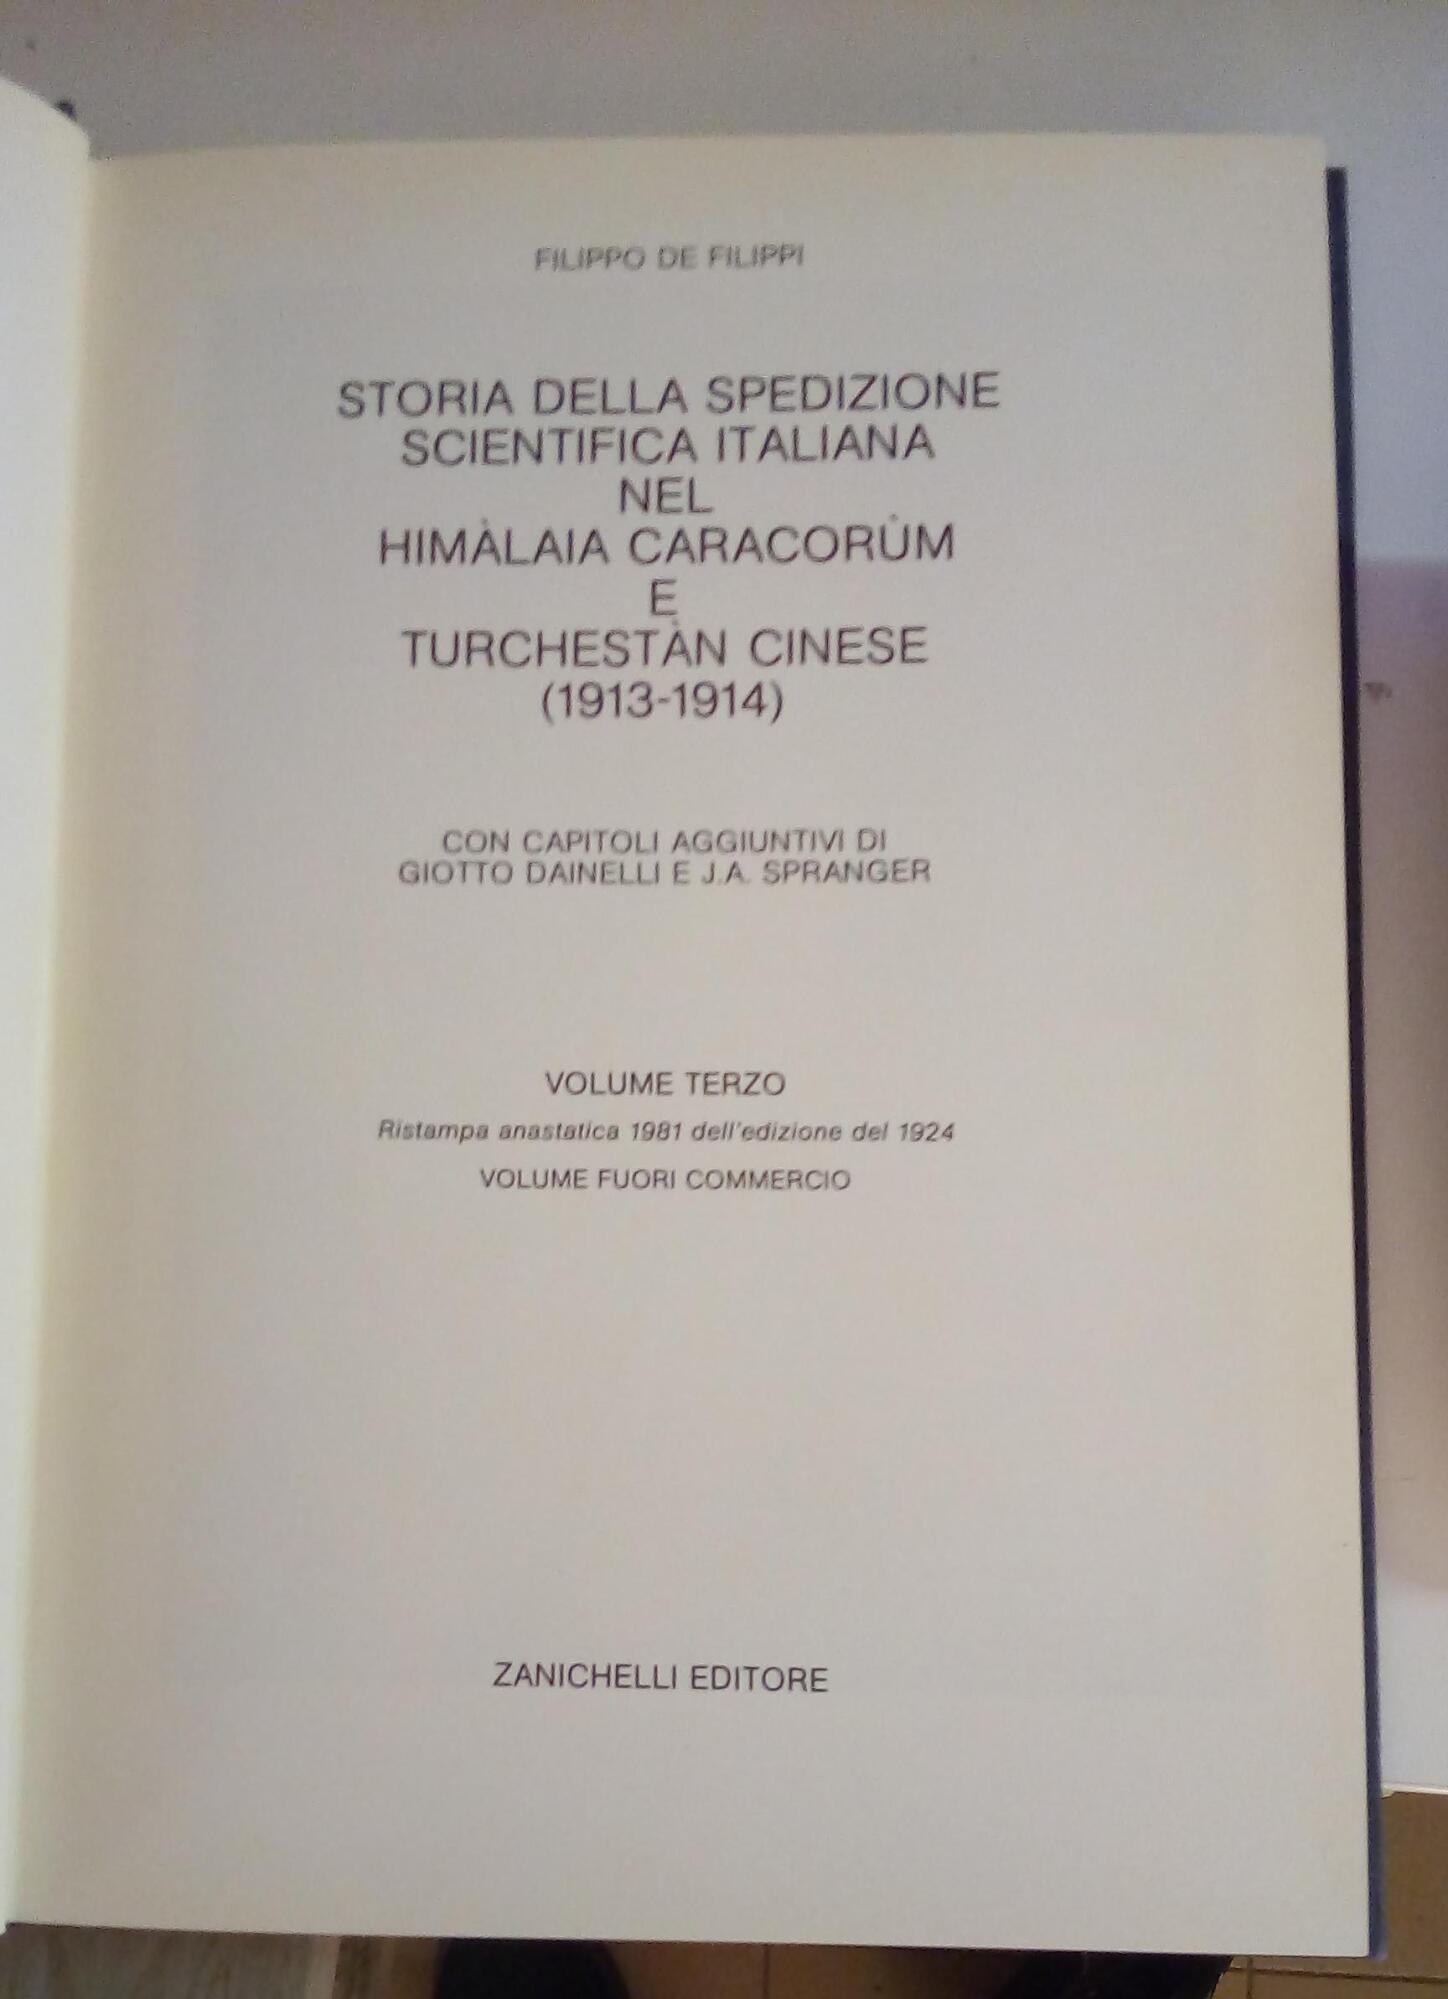 FILIPPO DE FILIPPI
STORIA DELLA SPEDIZIONE
SCIENTIFICA ITALIANA
NEL
HIMÀLAIA CARACORÙM
E
TURCHESTÀN CINESE
(1913-1914)
CON CAPITOLI AGGIUNTIVI DI
GIOTTO DAINELLI E J.A. SPRANGER
VOLUME TERZO
Ristampa anastatica 1981 dell'edizione del 1924
VOLUME FUORI COMMERCIO
ZANICHELLI EDITORE